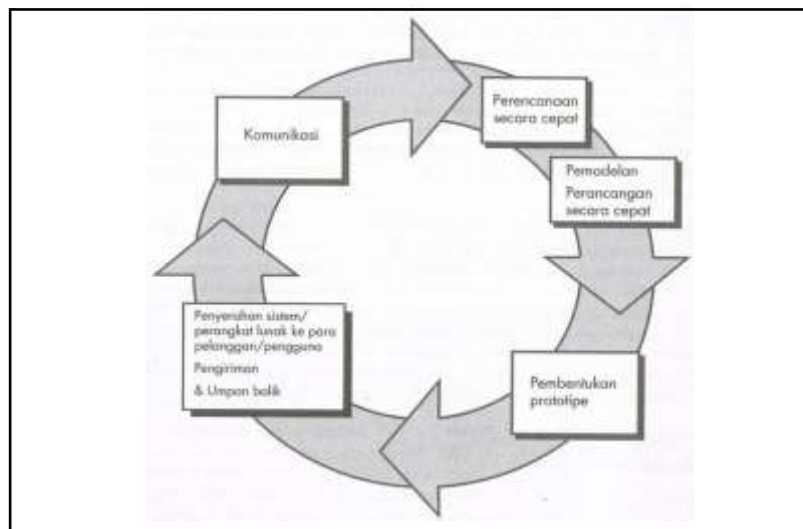 Komunikasi
Perencanaan
secara cepat
Pemodelan
Perancangan
secara cepat
Pembentukan
prototipe
Penyerahan sistem/
perangkat lunak ke para
pelanggan/pengguna
Pengiriman
& Umpan balik